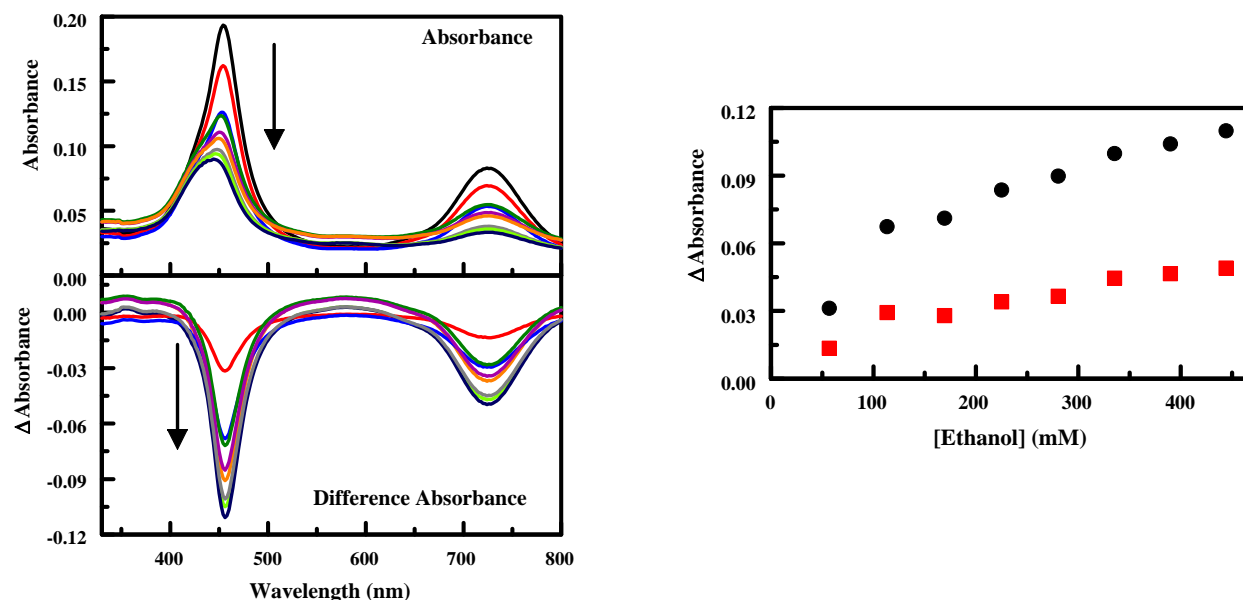 0.20
Absorbance
0.15
Absorbance
0.10
0.05
0.00
0.00
-0.03
ΔAbsorbance
-0.06
-0.09
Difference Absorbance
-0.12
400 500 600 700 800
Wavelength (nm)
0.12
0.09
ΔAbsorbance
0.06
0.03
0.00
0 100 200 300 400
[Ethanol] (mM)